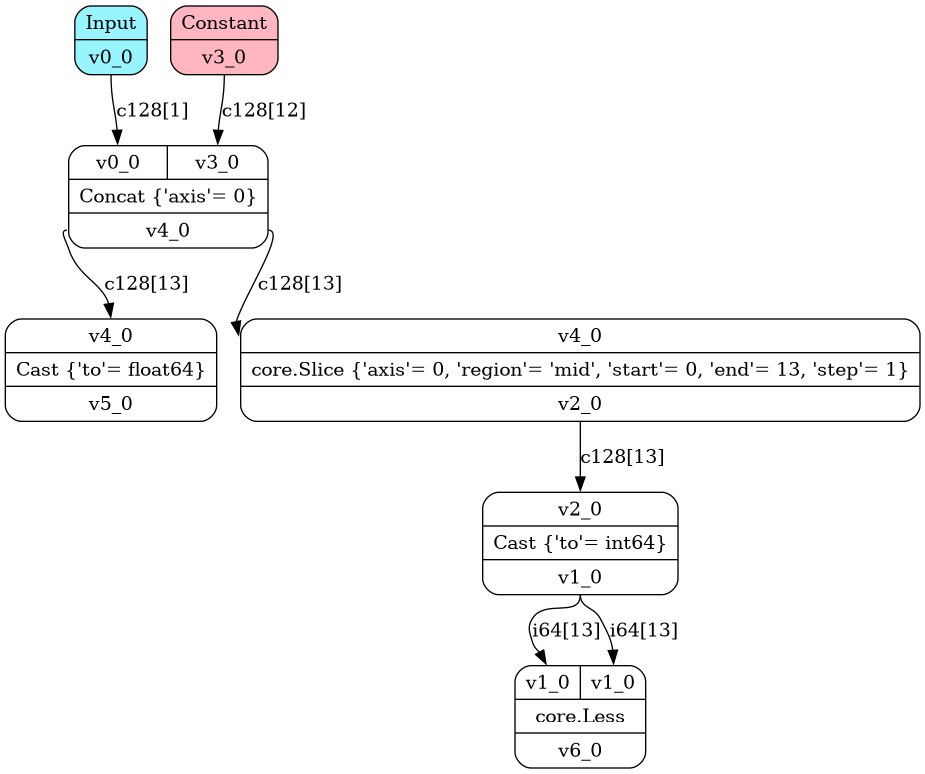 Input
v0_0
Constant
v3_0
c128[1]
c128[12]
v0_0
v3_0
Concat {'axis'= 0}
v4_0
c128[13]
c128[13]
v4_0
Cast {'to'= float64}
v5_0
v4_0
core.Slice {'axis'= 0, 'region'= 'mid', 'start'= 0, 'end'= 13, 'step'= 1}
v2_0
c128[13]
v2_0
Cast {'to'= int64}
v1_0
i64[13]
i64[13]
v1_0
v1_0
core.Less
v6_0